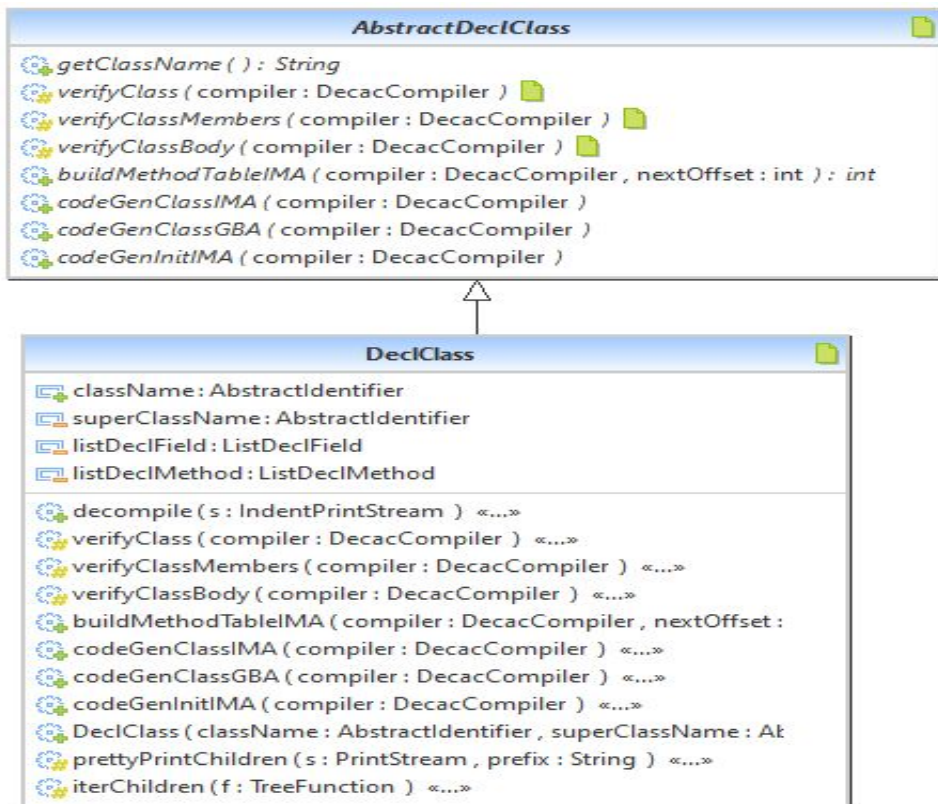 AbstractDeclClass
getClassName ( ) : String
verifyClass ( compiler : DecacCompiler )
verifyClassMembers ( compiler : DecacCompiler )
verifyClassBody ( compiler : DecacCompiler )
buildMethodTableIMA ( compiler : DecacCompiler , nextOffset : int ) : int
codeGenClassIMA ( compiler : DecacCompiler )
codeGenClassGBA ( compiler : DecacCompiler )
codeGenInitIMA ( compiler : DecacCompiler )
DeclClass
className : AbstractIdentifier
superClassName : AbstractIdentifier
listDeclField : ListDeclField
listDeclMethod : ListDeclMethod
decompile ( s : IndentPrintStream ) «...»
verifyClass ( compiler : DecacCompiler ) «...»
verifyClassMembers ( compiler : DecacCompiler ) «...»
verifyClassBody ( compiler : DecacCompiler ) «...»
buildMethodTableIMA ( compiler : DecacCompiler , nextOffset :
codeGenClassIMA ( compiler : DecacCompiler ) «...»
codeGenClassGBA ( compiler : DecacCompiler ) «...»
codeGenInitIMA ( compiler : DecacCompiler ) «...»
DeclClass ( className : AbstractIdentifier , superClassName : Ab
prettyPrintChildren ( s : PrintStream , prefix : String ) «...»
iterChildren ( f : TreeFunction ) «...»